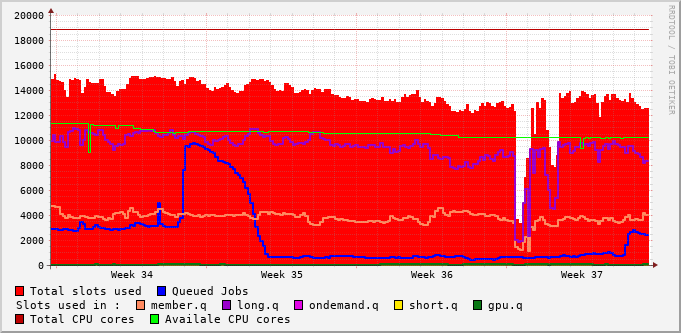 20000
18000
16000
14000
12000
10000
8000
6000
4000
2000
0
Week 34 Week 35 Week 36 Week 37
Total slots used Queued Jobs
Slots used in : member.q long.q ondemand.q short.q gpu.q
Total CPU cores Availale CPU cores
RRDTOOL / TOBI OETIKER